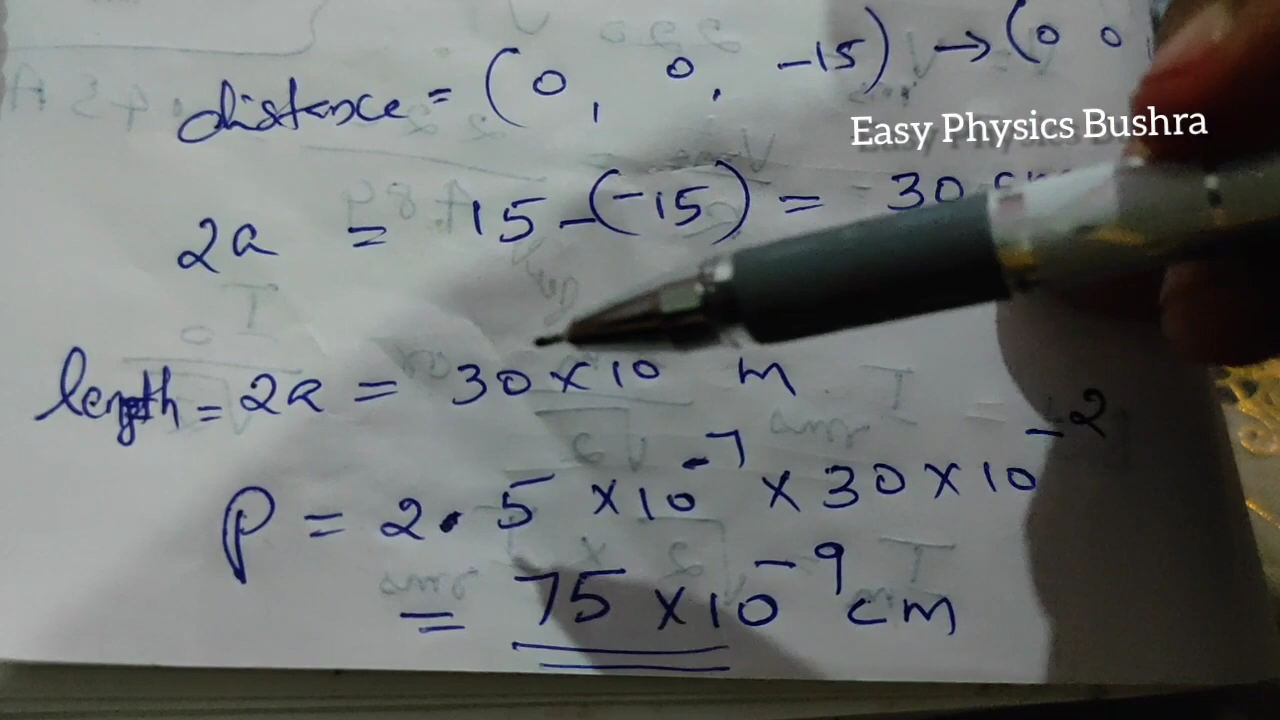 distance = (0, 0, -15) → (0 0
Easy Physics Bushra
2a = 15 -(-15) = 30 cm
length = 2a = 30 x 10 m
P = 2.5 x 10⁻⁷ x 30 x 10⁻²
= 75 x 10⁻⁹ cm